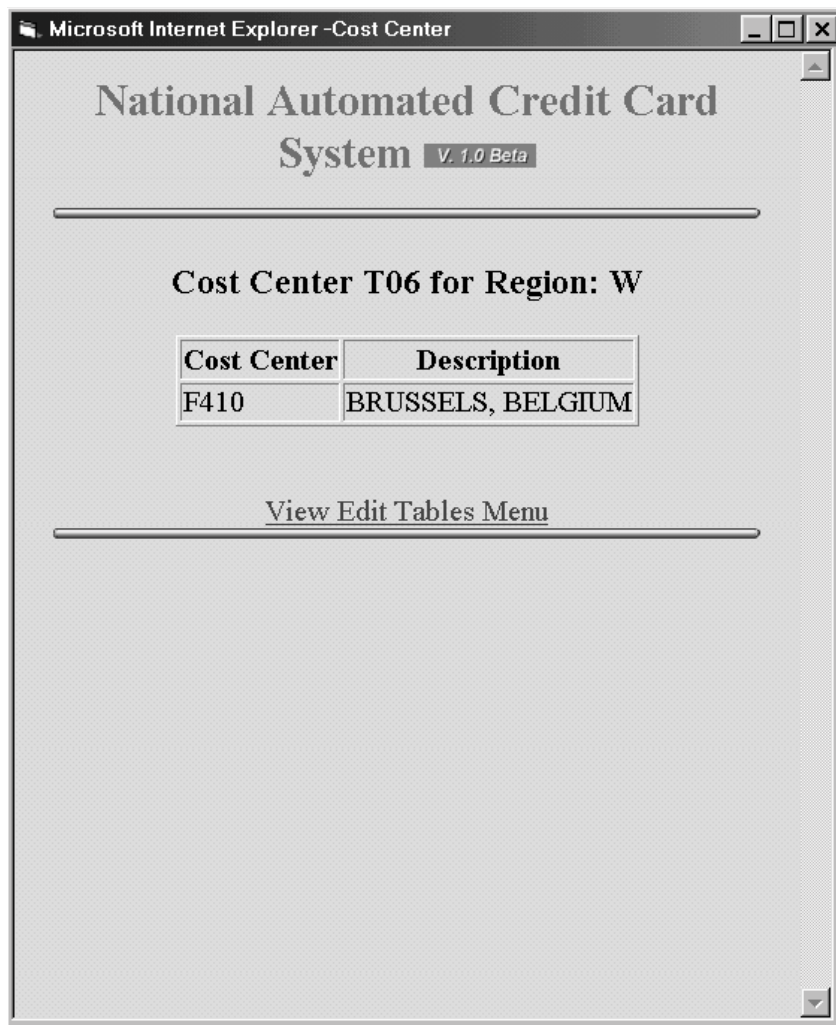 Microsoft Internet Explorer -Cost Center
National Automated Credit Card
System V. 1.0 Beta
Cost Center T06 for Region: W
Cost Center Description
F410 BRUSSELS, BELGIUM
View Edit Tables Menu